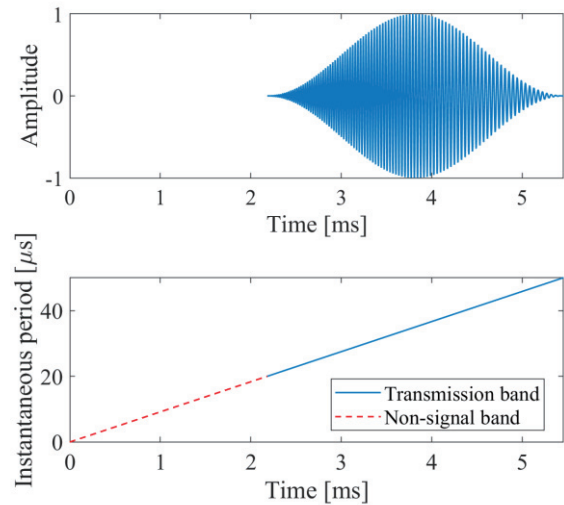 1
Amplitude
0
-1
0 1 2 3 4 5
Time [ms]
Instantaneous period [μs]
40
20
0
Transmission band
Non-signal band
0 1 2 3 4 5
Time [ms]